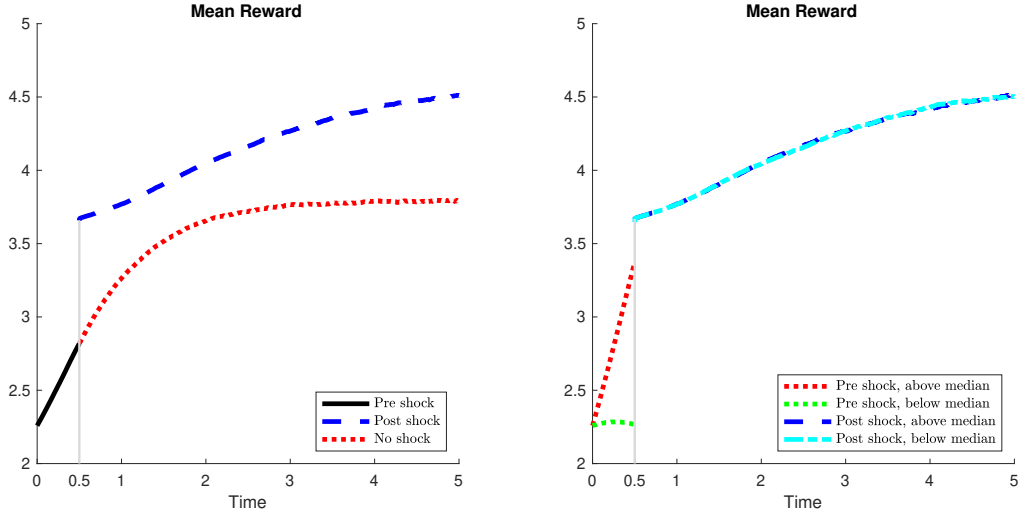 Mean Reward
5
4.5
4
3.5
3
2.5
2
0
0.5
1
2
3
4
5
Time
Pre shock
Post shock
No shock
Mean Reward
5
4.5
4
3.5
3
2.5
2
0
0.5
1
2
3
4
5
Time
Pre shock, above median
Pre shock, below median
Post shock, above median
Post shock, below median